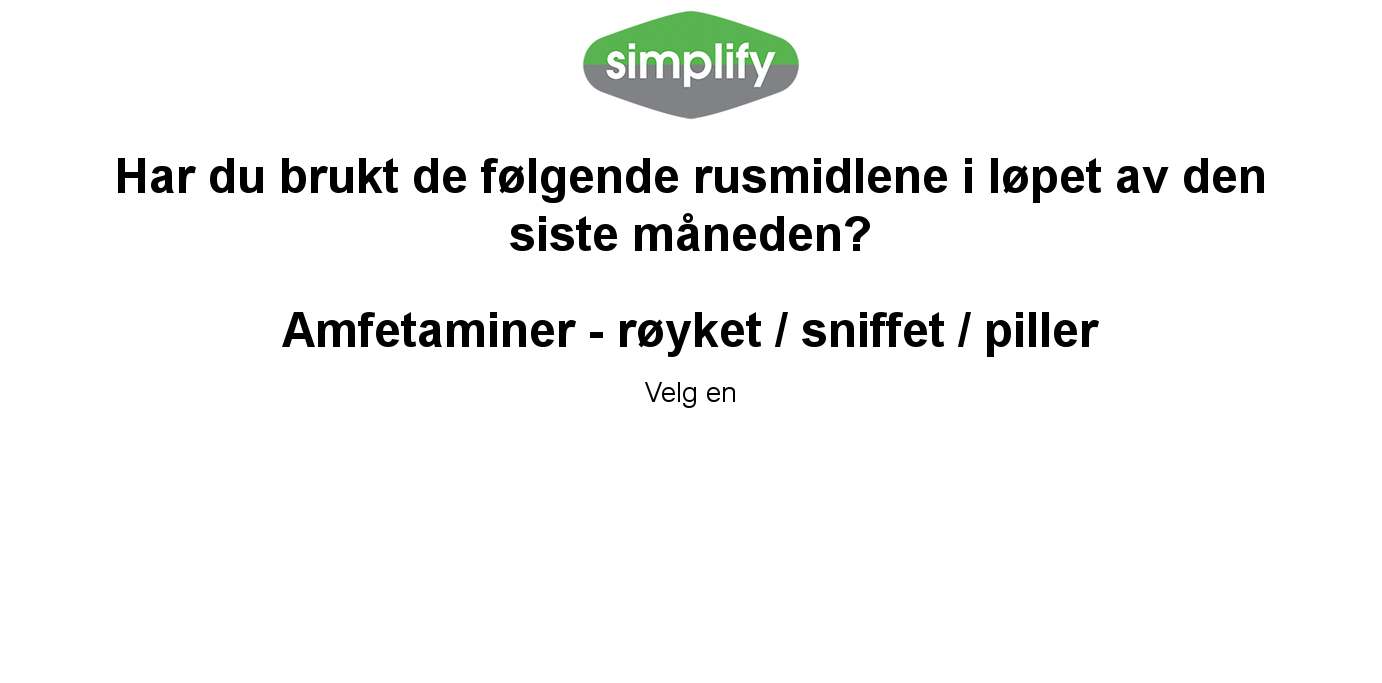 simplify
Har du brukt de følgende rusmidlene i løpet av den
siste måneden?
Amfetaminer - røyket / sniffet / piller
Velg en